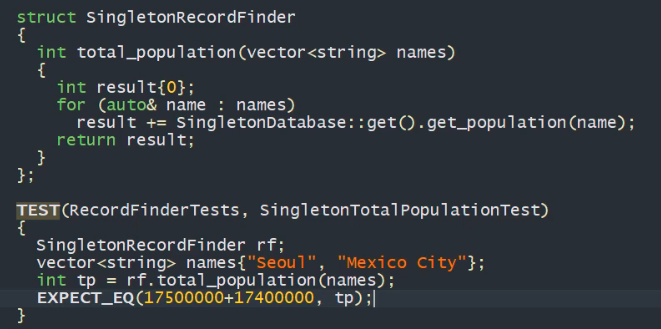 struct SingletonRecordFinder
{
  int total_population(vector<string> names)
  {
    int result{0};
    for (auto& name : names)
      result += SingletonDatabase::get().get_population(name);
    return result;
  }
};

TEST(RecordFinderTests, SingletonTotalPopulationTest)
{
  SingletonRecordFinder rf;
  vector<string> names{"Seoul", "Mexico City"};
  int tp = rf.total_population(names);
  EXPECT_EQ(17500000+17400000, tp);
}